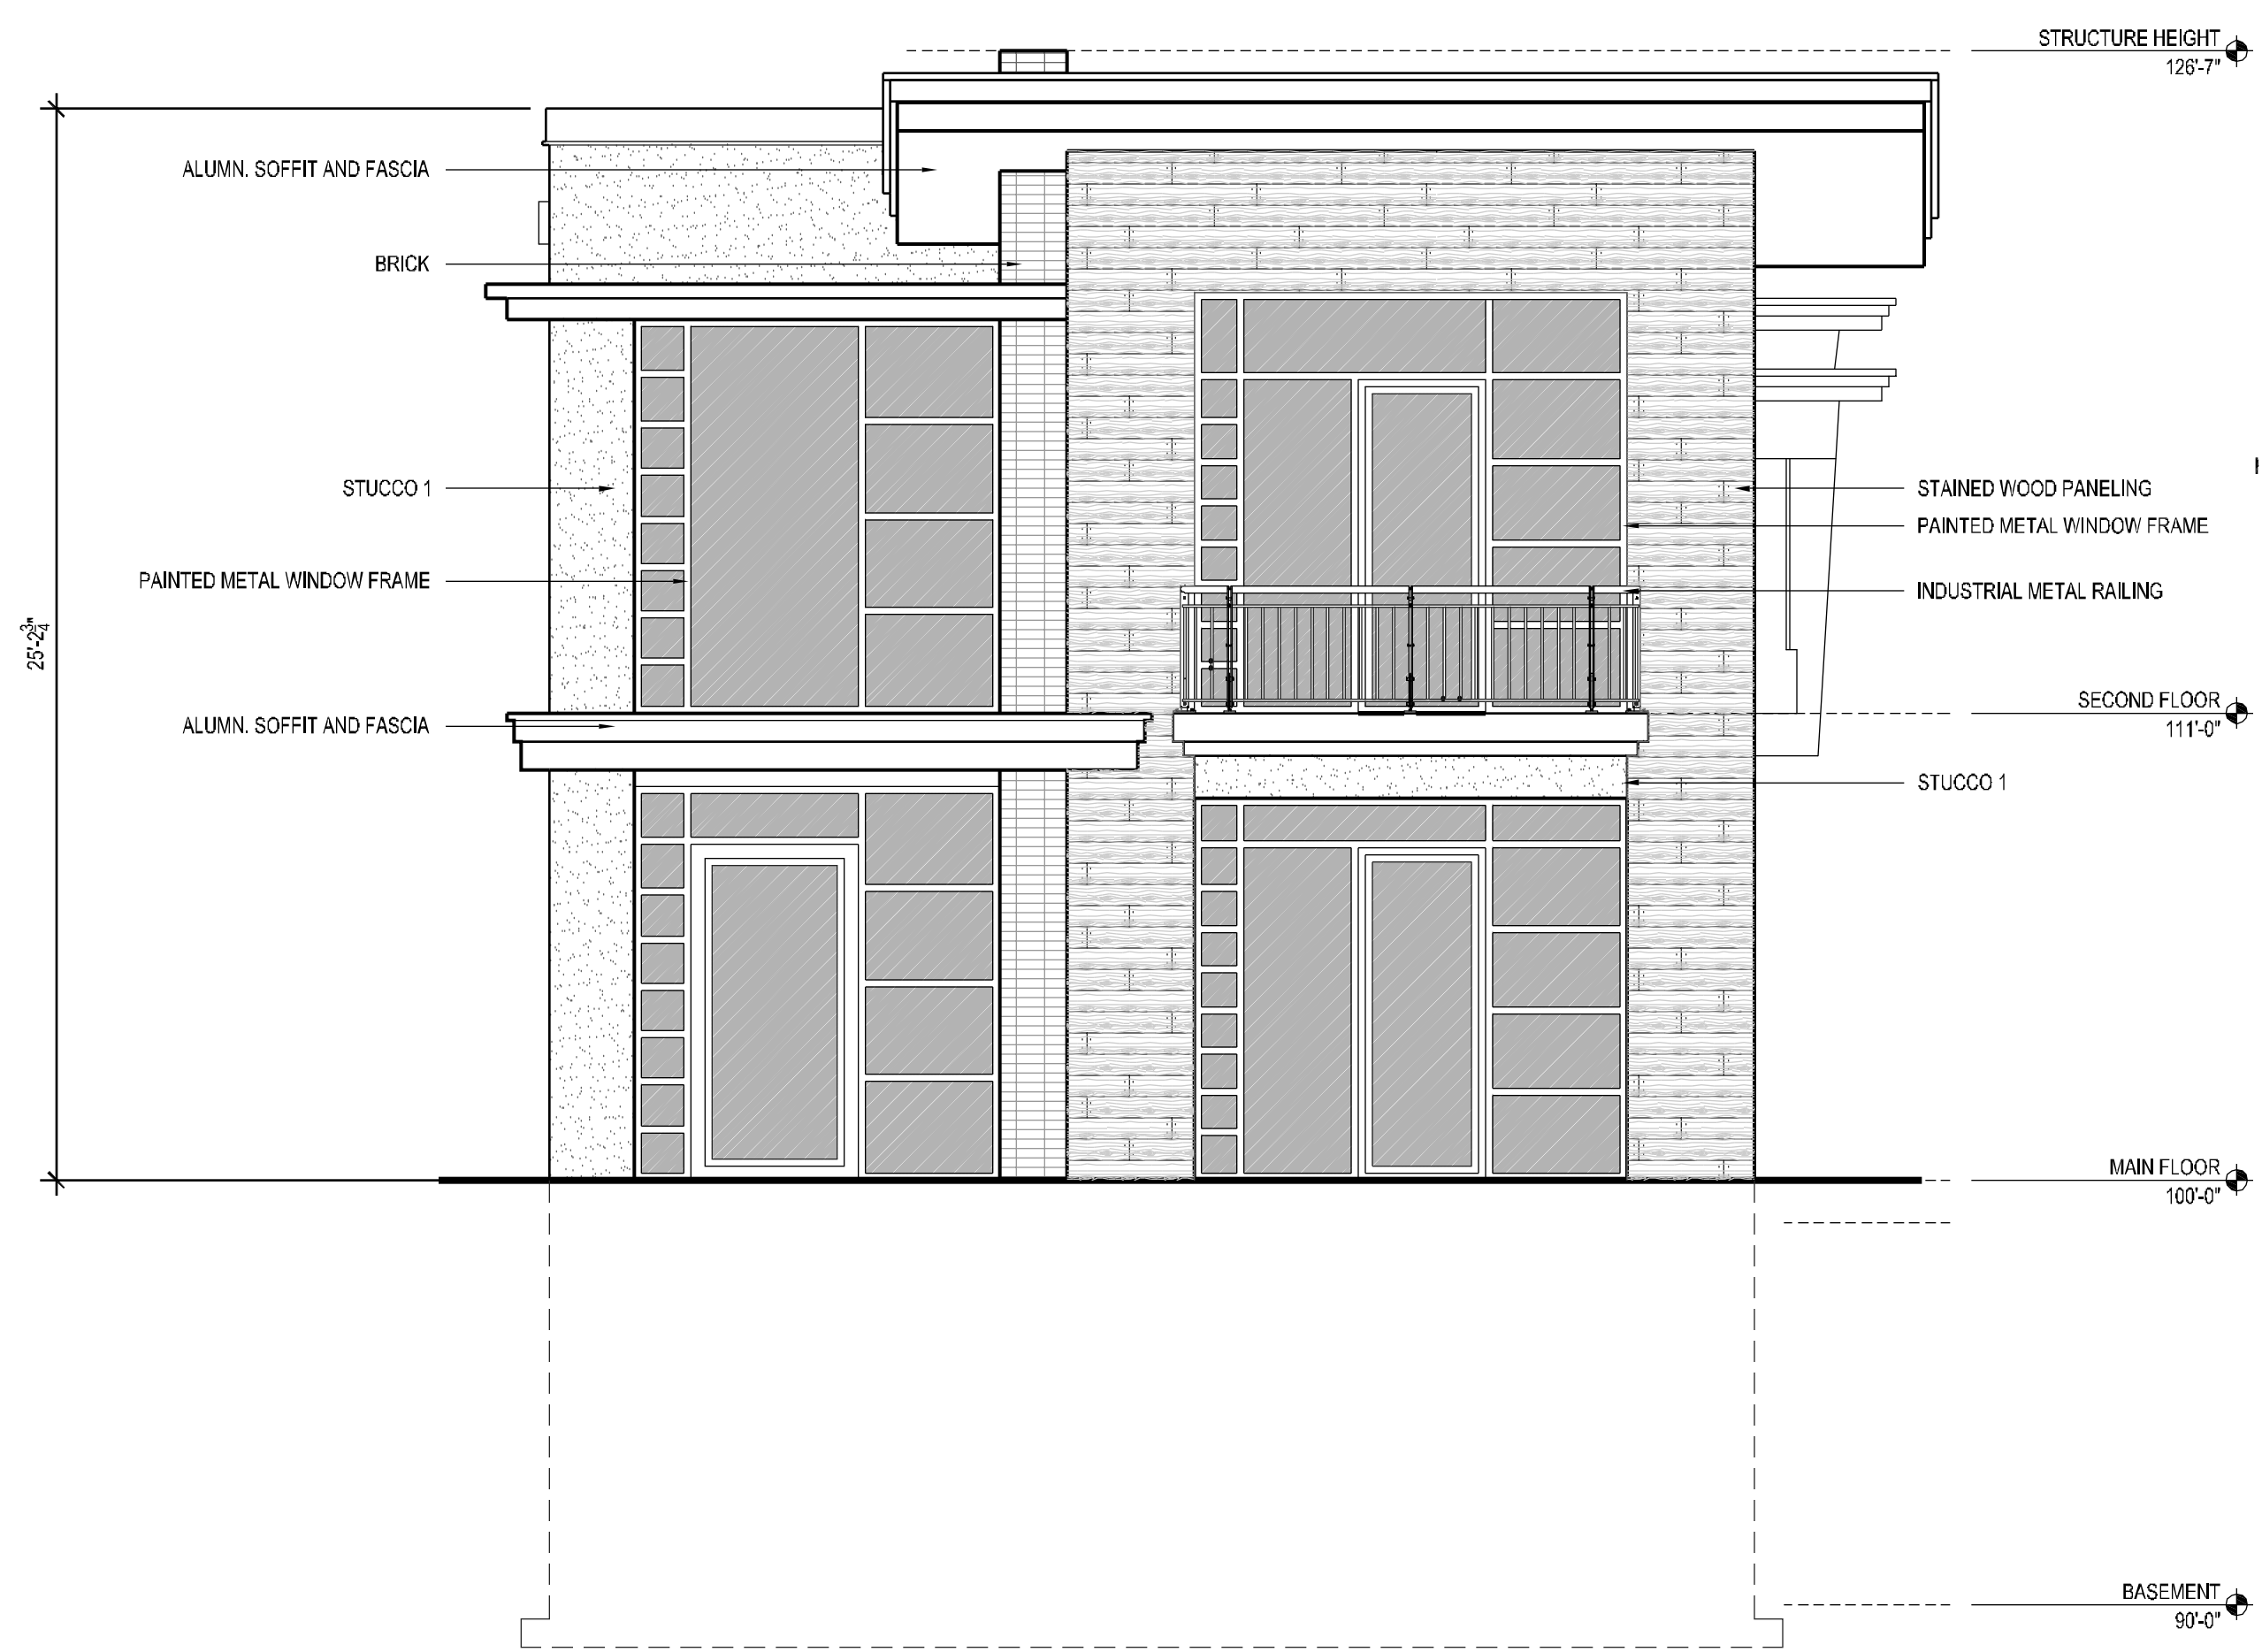 STRUCTURE HEIGHT
126'-7"
ALUMN. SOFFIT AND FASCIA
BRICK
STUCCO 1
STAINED WOOD PANELING
PAINTED METAL WINDOW FRAME
PAINTED METAL WINDOW FRAME
INDUSTRIAL METAL RAILING
25'-2¾"
SECOND FLOOR
111'-0"
ALUMN. SOFFIT AND FASCIA
STUCCO 1
MAIN FLOOR
100'-0"
BASEMENT
90'-0"